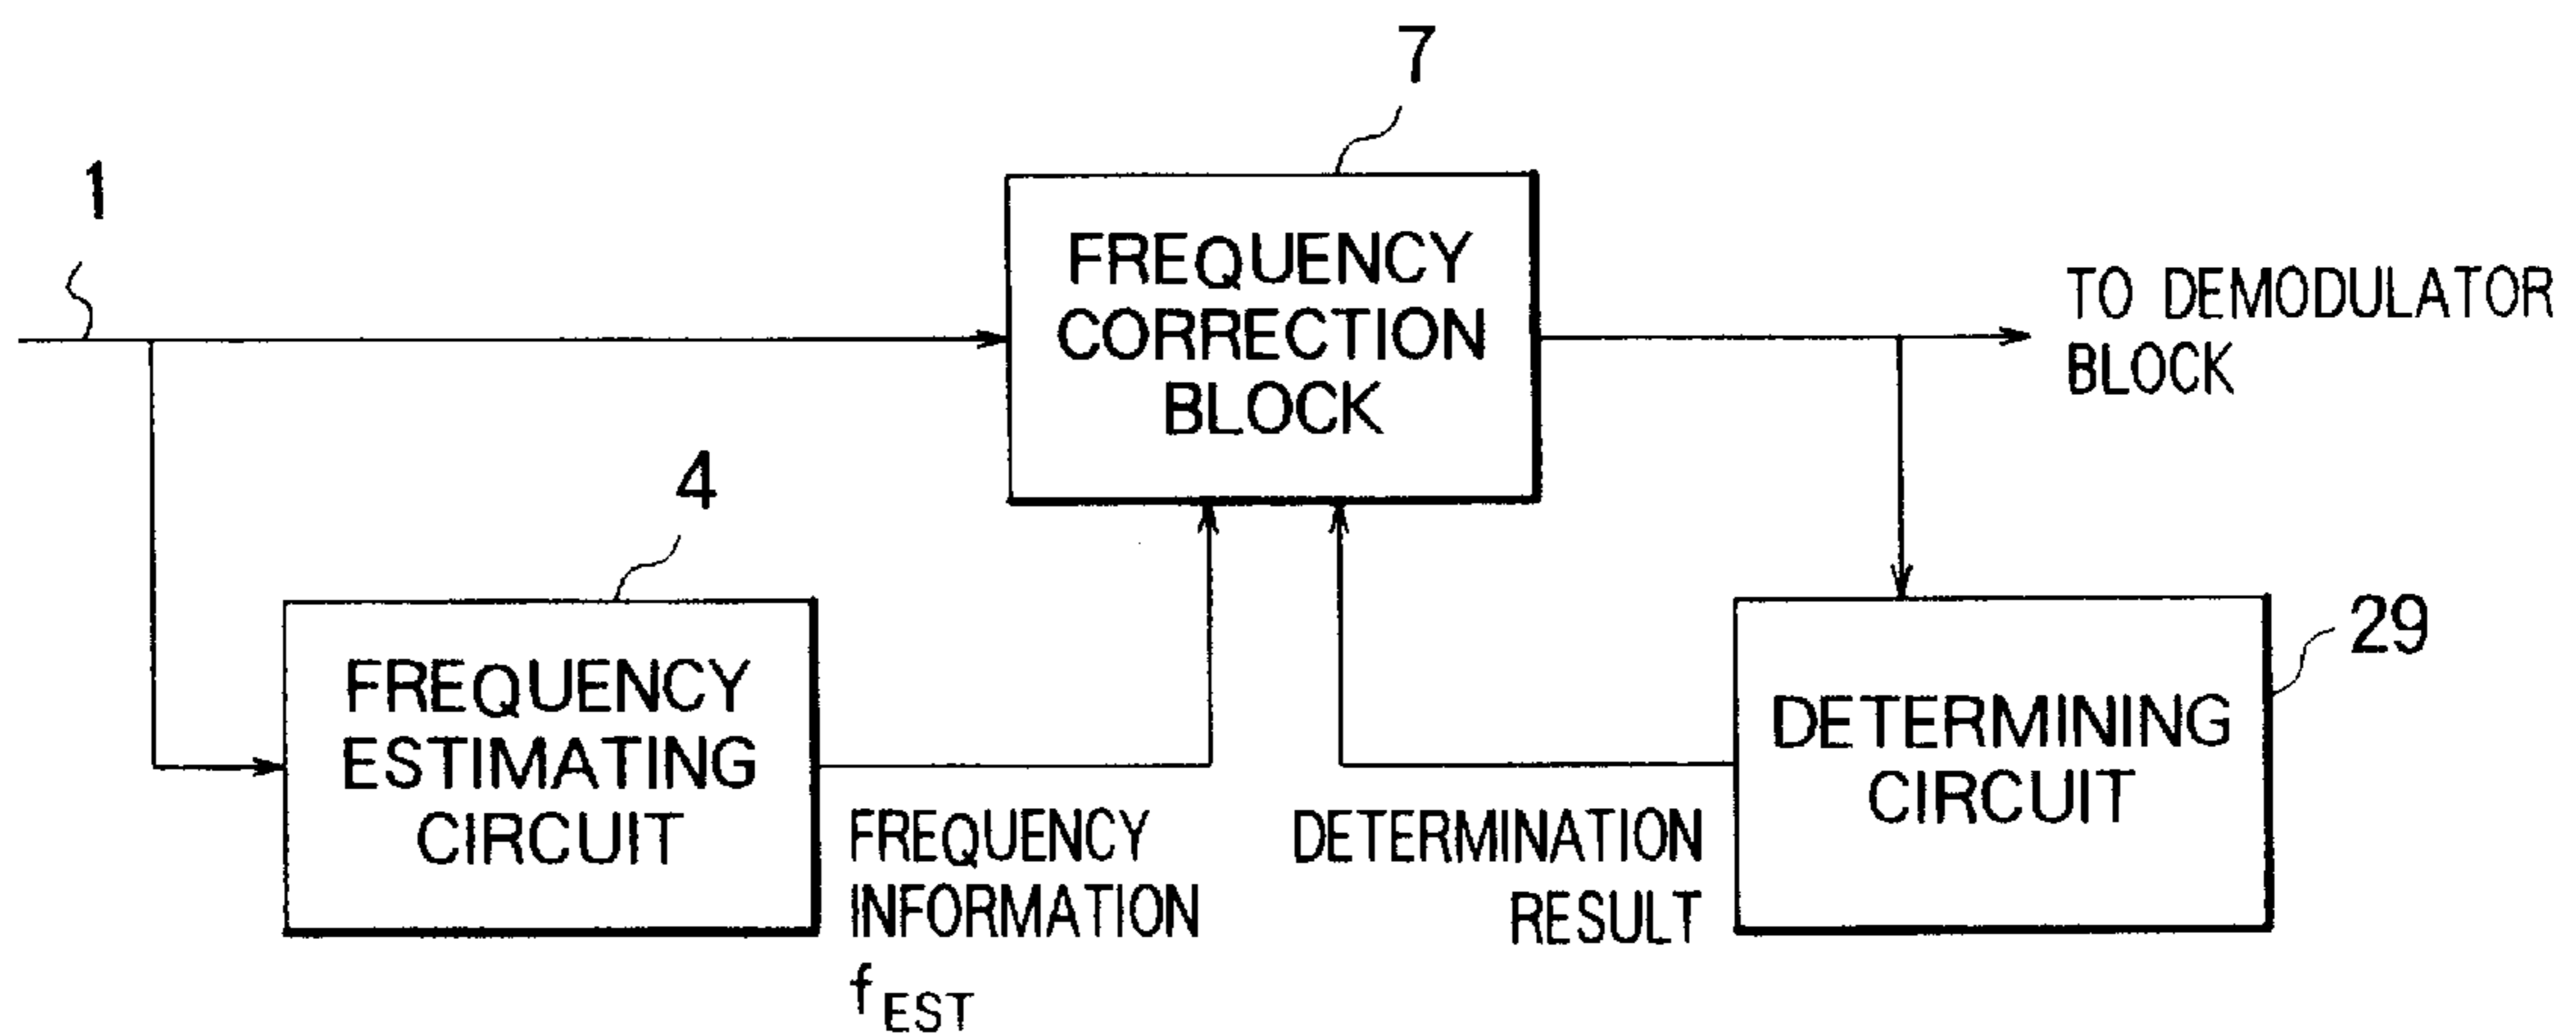 7
1
FREQUENCY
CORRECTION
BLOCK
TO DEMODULATOR
BLOCK
4
FREQUENCY
ESTIMATING
CIRCUIT
29
DETERMINING
CIRCUIT
FREQUENCY
INFORMATION
fEST
DETERMINATION
RESULT